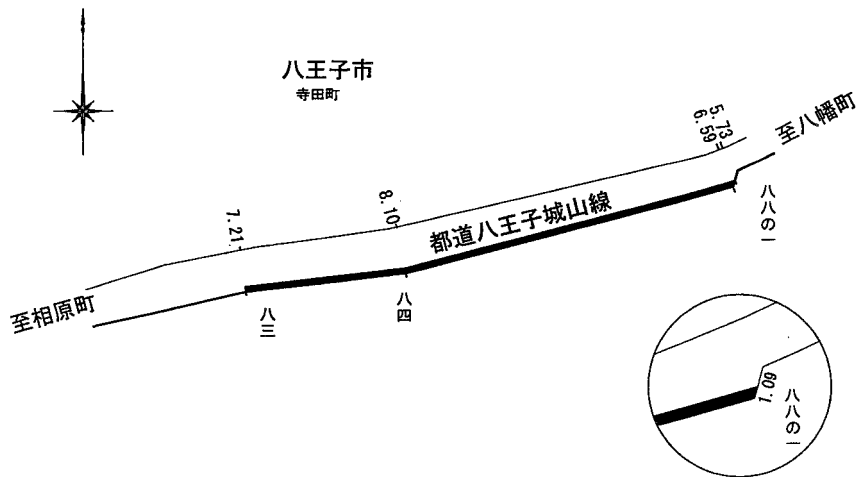 八王子市
寺田町
至八幡町
5.73
6.59
8.10
7.21
都道八王子城山線
至相原町
八三
八四
八八の一
1.09
八八の一